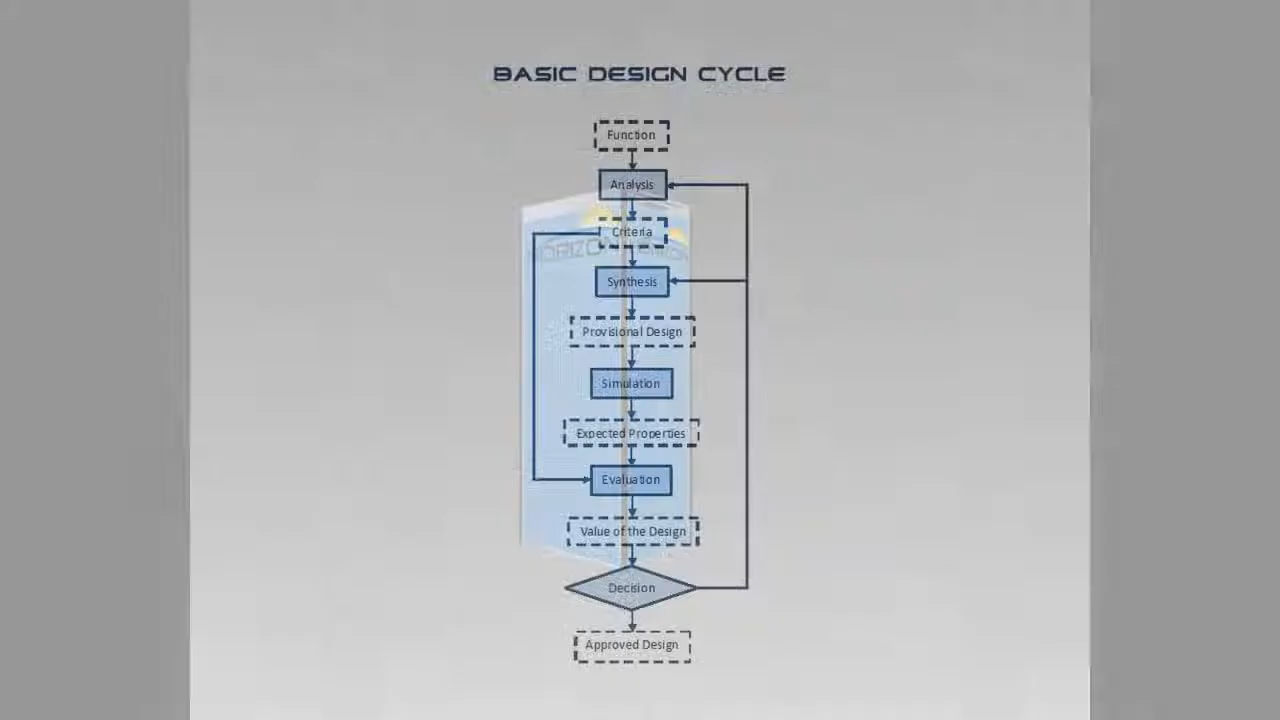 BASIC DESIGN CYCLE
Function
Analysis
Criteria
Synthesis
Provisional Design
Simulation
Expected Properties
Evaluation
Value of the Design
Decision
Approved Design